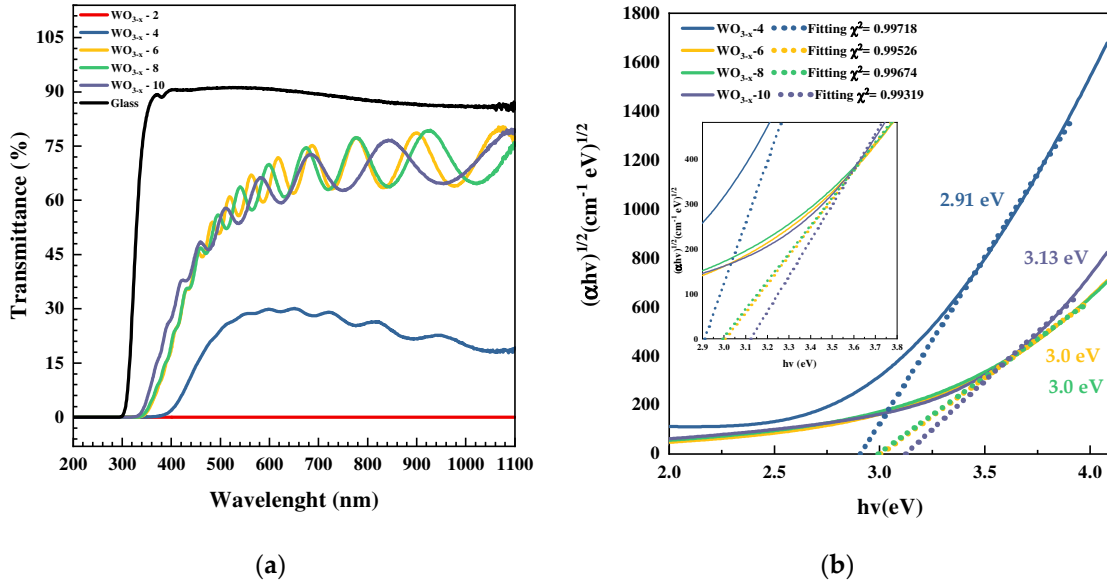 WO3-x - 2
WO3-x - 4
WO3-x - 6
WO3-x - 8
WO3-x - 10
Glass
105
90
75
60
45
30
15
0
Transmittance (%)
200 300 400 500 600 700 800 900 1000 1100
Wavelenght (nm)
(a)
WO3-x-4 Fitting χ2= 0.99718
WO3-x-6 Fitting χ2= 0.99526
WO3-x-8 Fitting χ2= 0.99674
WO3-x-10 Fitting χ2= 0.99319
1800
1600
1400
1200
1000
800
600
400
200
0
(αhv)1/2(cm-1 eV)1/2
400
300
200
100
0
(αhv)1/2(cm-1 eV)1/2
2.9 3.0 3.1 3.2 3.3 3.4 3.5 3.6 3.7 3.8
hv (eV)
2.91 eV
3.13 eV
3.0 eV
3.0 eV
2.0 2.5 3.0 3.5 4.0
hv(eV)
(b)